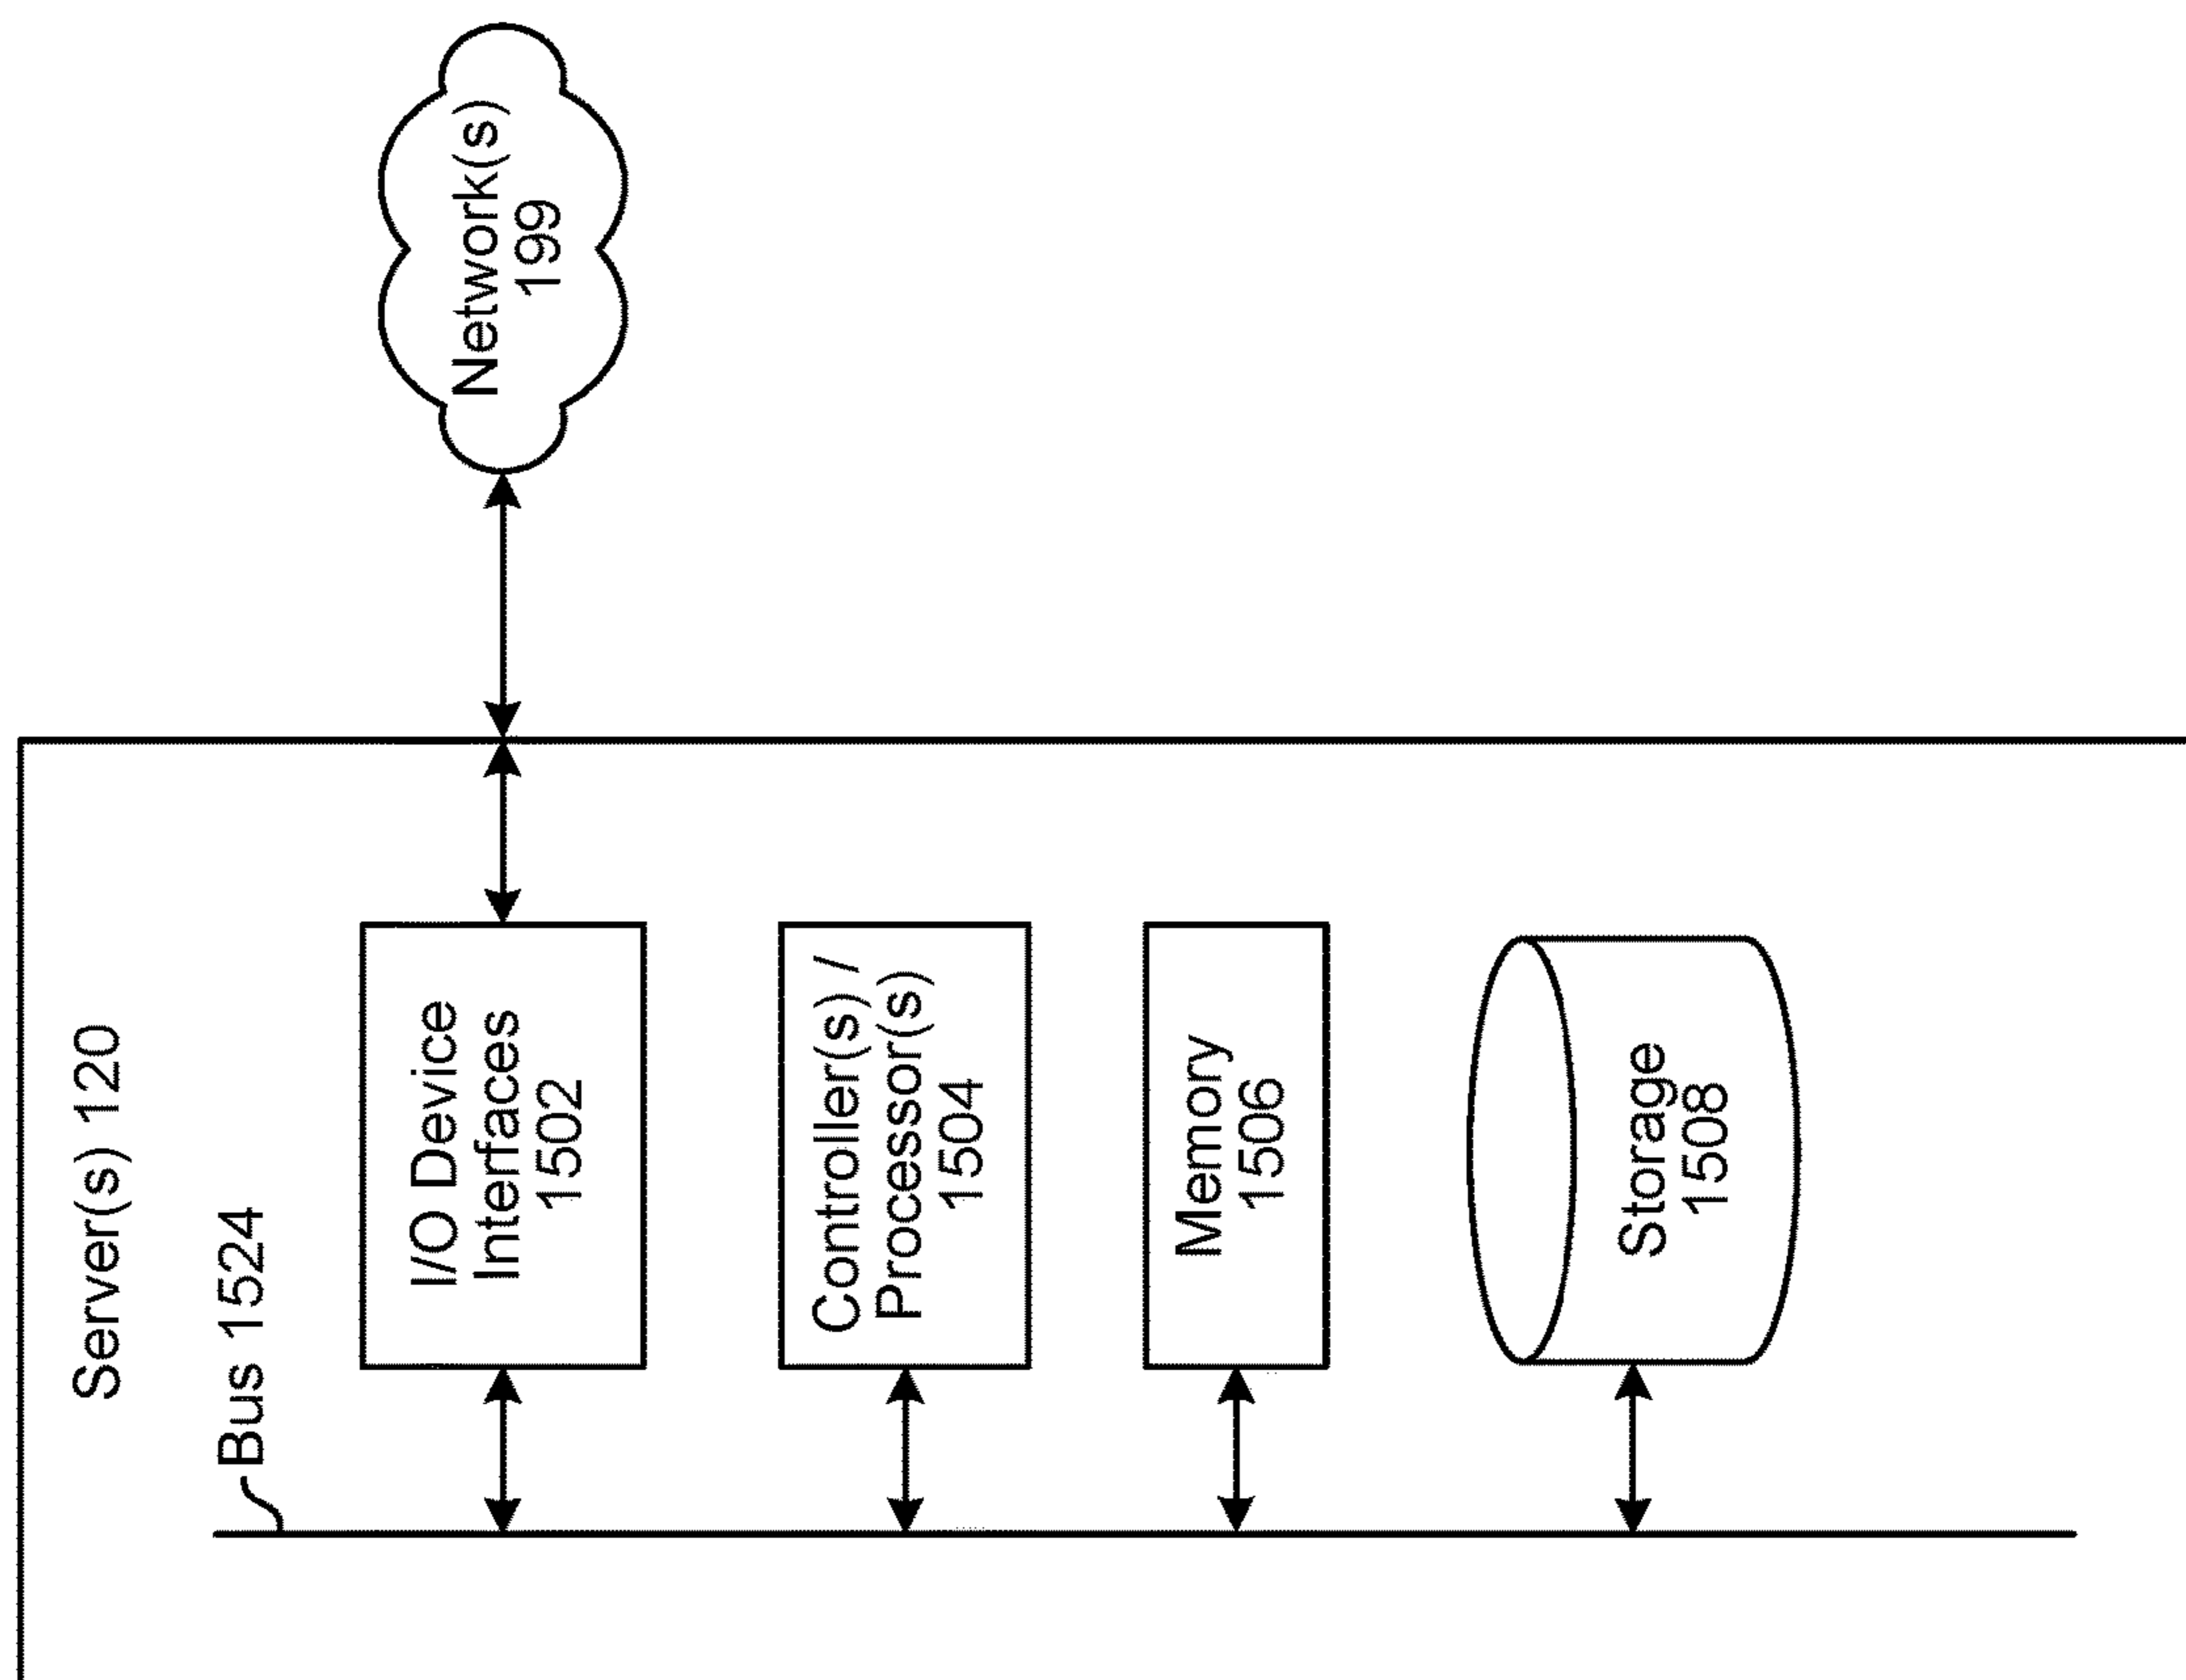 Server(s) 120
Bus 1524
I/O Device
Interfaces
1502
Network(s)
199
Controller(s) /
Processor(s)
1504
Memory
1506
Storage
1508